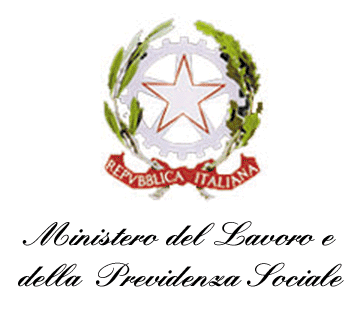 REPVBBLICA ITALIANA
Ministero del Lavoro e
della Previdenza Sociale